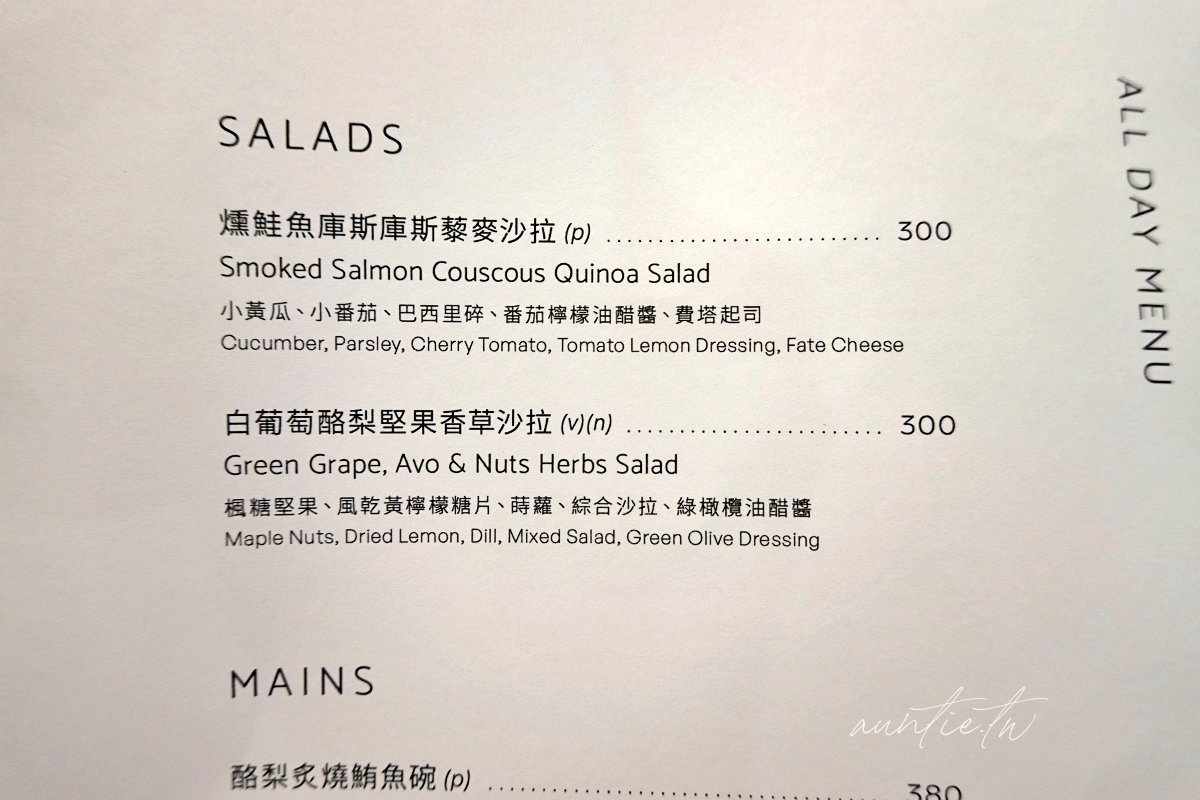 SALADS
燻鮭魚庫斯庫斯藜麥沙拉 (p) ........................... 300
Smoked Salmon Couscous Quinoa Salad
小黃瓜、小番茄、巴西里碎、番茄檸檬油醋醬、費塔起司
Cucumber, Parsley, Cherry Tomato, Tomato Lemon Dressing, Fate Cheese
白葡萄酪梨堅果香草沙拉 (v)(n) ......................... 300
Green Grape, Avo & Nuts Herbs Salad
楓糖堅果、風乾黃檸檬糖片、蒔蘿、綜合沙拉、綠橄欖油醋醬
Maple Nuts, Dried Lemon, Dill, Mixed Salad, Green Olive Dressing
MAINS
酪梨炙燒鮪魚碗 (p) ...................................... 380
ALL DAY MENU
auntie.tw